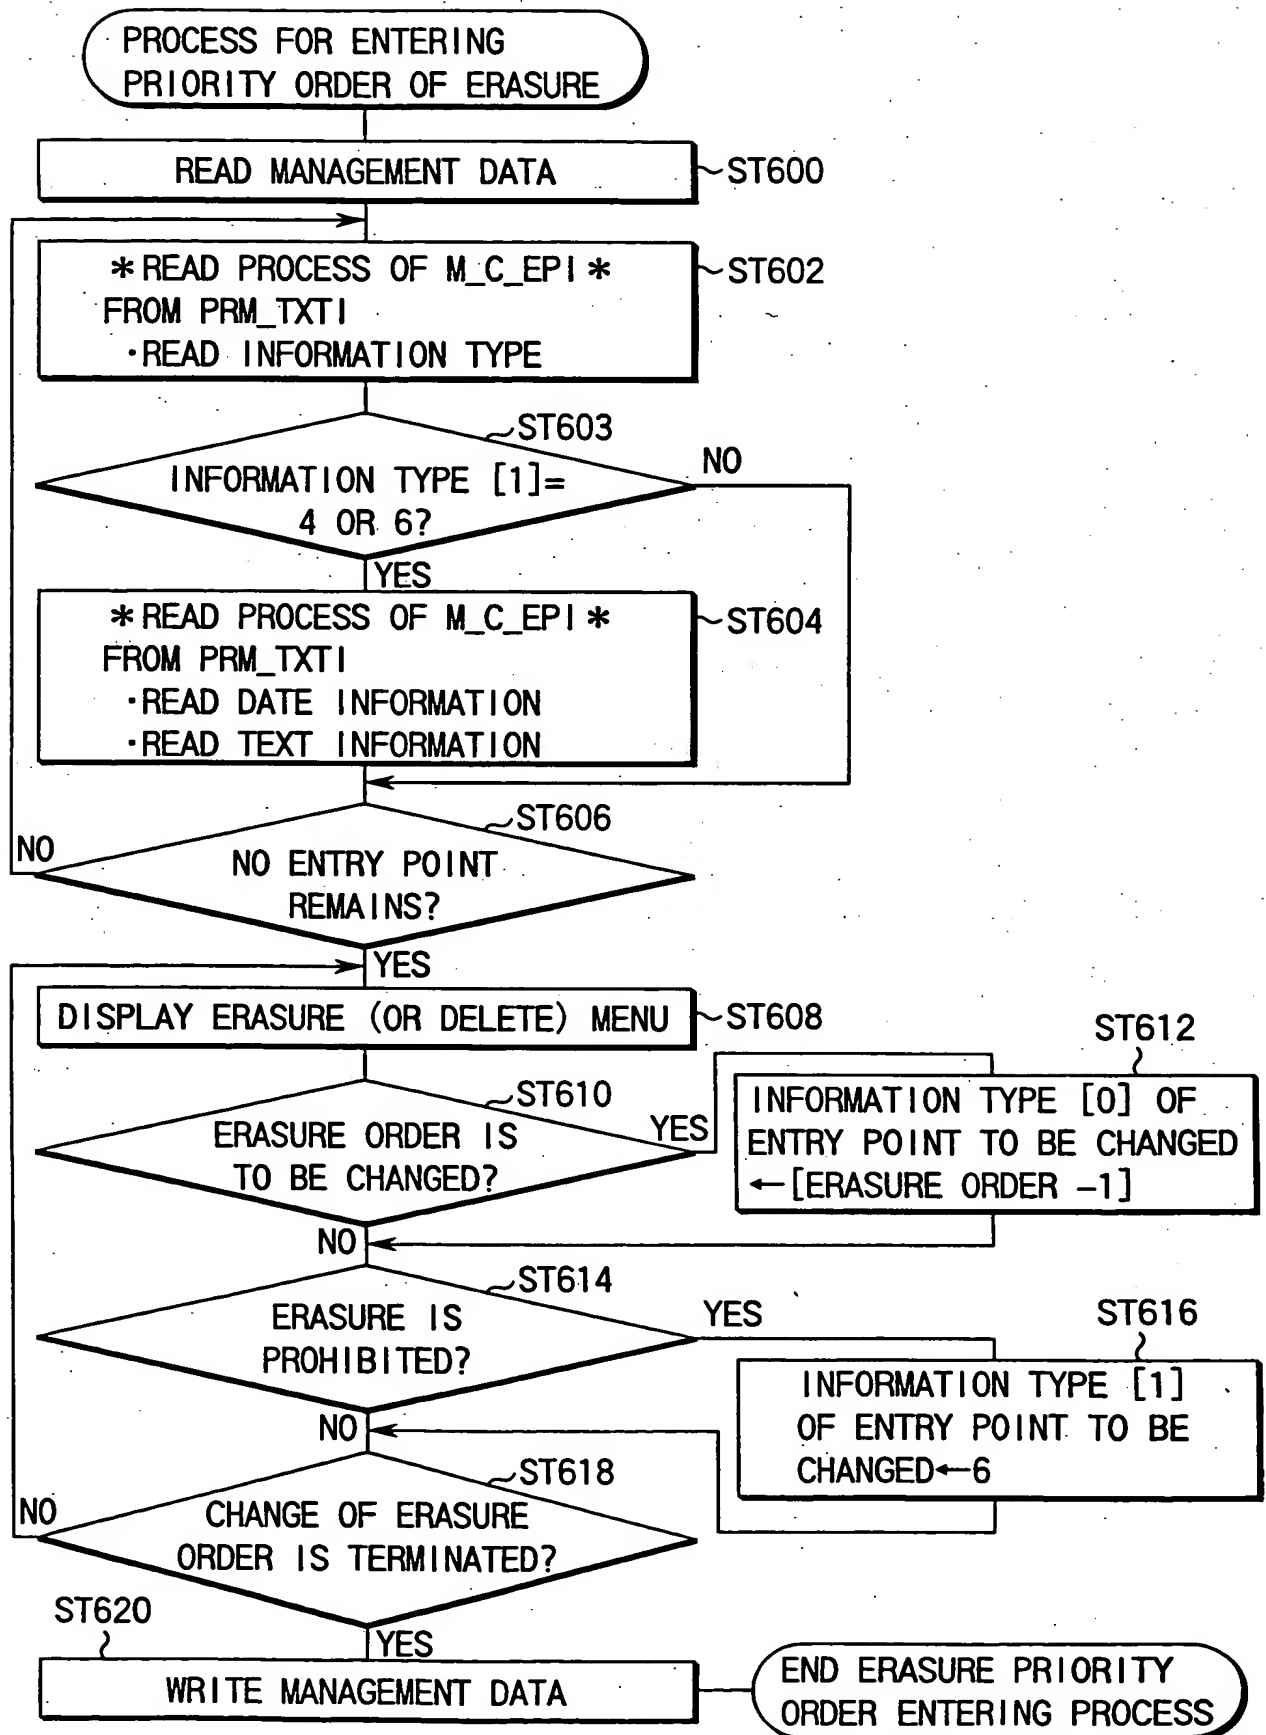 PROCESS FOR ENTERING
PRIORITY ORDER OF ERASURE
READ MANAGEMENT DATA
ST600
*READ PROCESS OF M_C_EPI*
FROM PRM_TXTI
·READ INFORMATION TYPE
ST602
ST603
INFORMATION TYPE [1]=
4 OR 6?
NO
YES
*READ PROCESS OF M_C_EPI*
FROM PRM_TXTI
·READ DATE INFORMATION
·READ TEXT INFORMATION
ST604
ST606
NO ENTRY POINT
REMAINS?
NO
YES
DISPLAY ERASURE (OR DELETE) MENU
ST608
ST610
ERASURE ORDER IS
TO BE CHANGED?
YES
ST612
INFORMATION TYPE [0] OF
ENTRY POINT TO BE CHANGED
←[ERASURE ORDER -1]
NO
ST614
ERASURE IS
PROHIBITED?
YES
ST616
INFORMATION TYPE [1]
OF ENTRY POINT TO BE
CHANGED←6
NO
ST618
CHANGE OF ERASURE
ORDER IS TERMINATED?
NO
YES
ST620
WRITE MANAGEMENT DATA
END ERASURE PRIORITY
ORDER ENTERING PROCESS